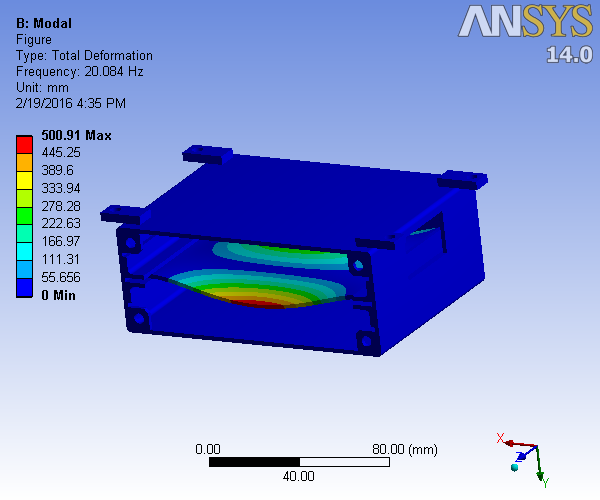 B: Modal
Figure
Type: Total Deformation
Frequency: 20.084 Hz
Unit: mm
2/19/2016 4:35 PM
ANSYS
14.0
500.91 Max
445.25
389.6
333.94
278.28
222.63
166.97
111.31
55.656
0 Min
0.00
80.00 (mm)
40.00
X
Z
Y